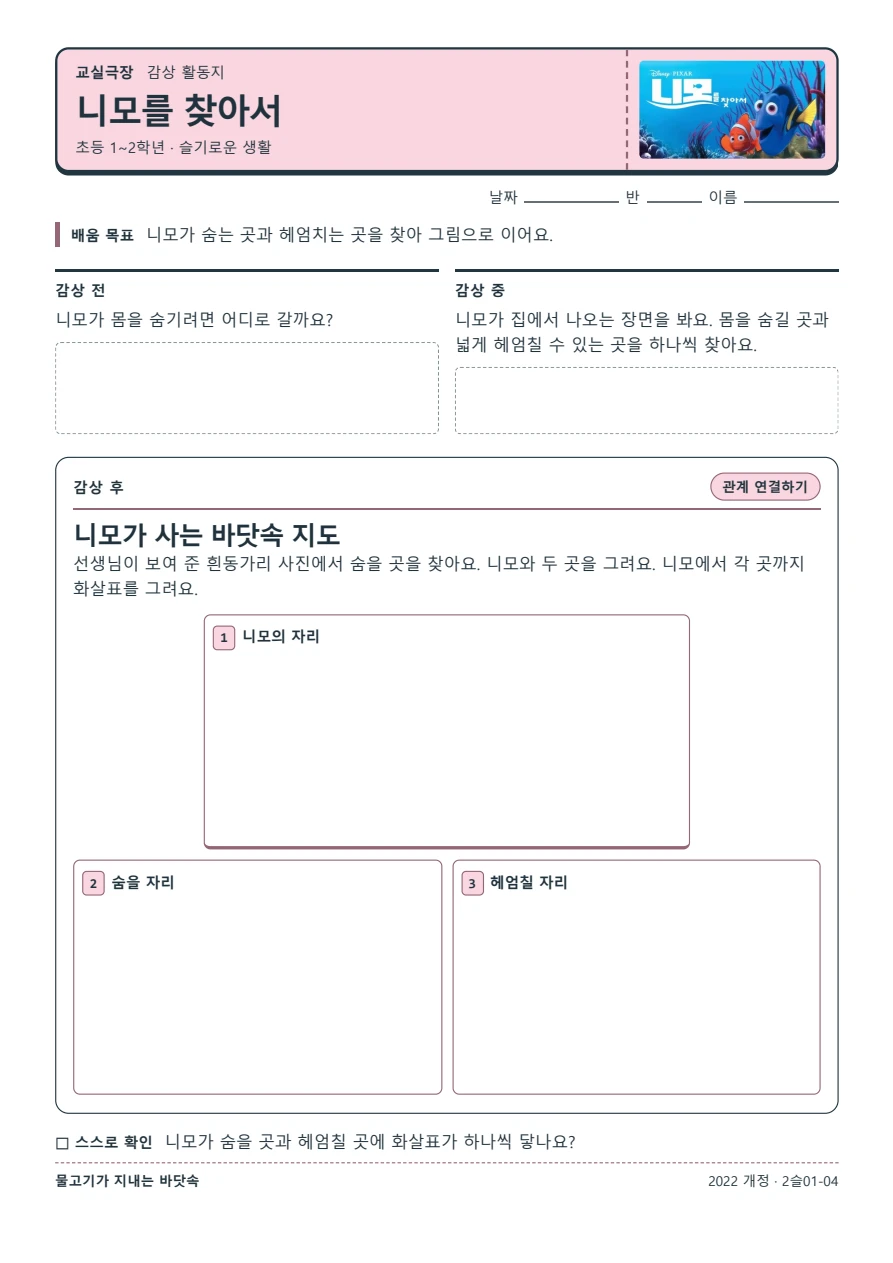 교실극장 감상 활동지
니모를 찾아서
초등 1~2학년 · 슬기로운 생활
Disney PIXAR
니모를 찾아서
날짜 반 이름
배움 목표 니모가 숨는 곳과 헤엄치는 곳을 찾아 그림으로 이어요.
감상 전
니모가 몸을 숨기려면 어디로 갈까요?
감상 중
니모가 집에서 나오는 장면을 봐요. 몸을 숨길 곳과
넓게 헤엄칠 수 있는 곳을 하나씩 찾아요.
감상 후
관계 연결하기
니모가 사는 바닷속 지도
선생님이 보여 준 흰동가리 사진에서 숨을 곳을 찾아요. 니모와 두 곳을 그려요. 니모에서 각 곳까지
화살표를 그려요.
1 니모의 자리
2 숨을 자리
3 헤엄칠 자리
스스로 확인 니모가 숨을 곳과 헤엄칠 곳에 화살표가 하나씩 닿나요?
물고기가 지내는 바닷속
2022 개정 · 2슬01-04